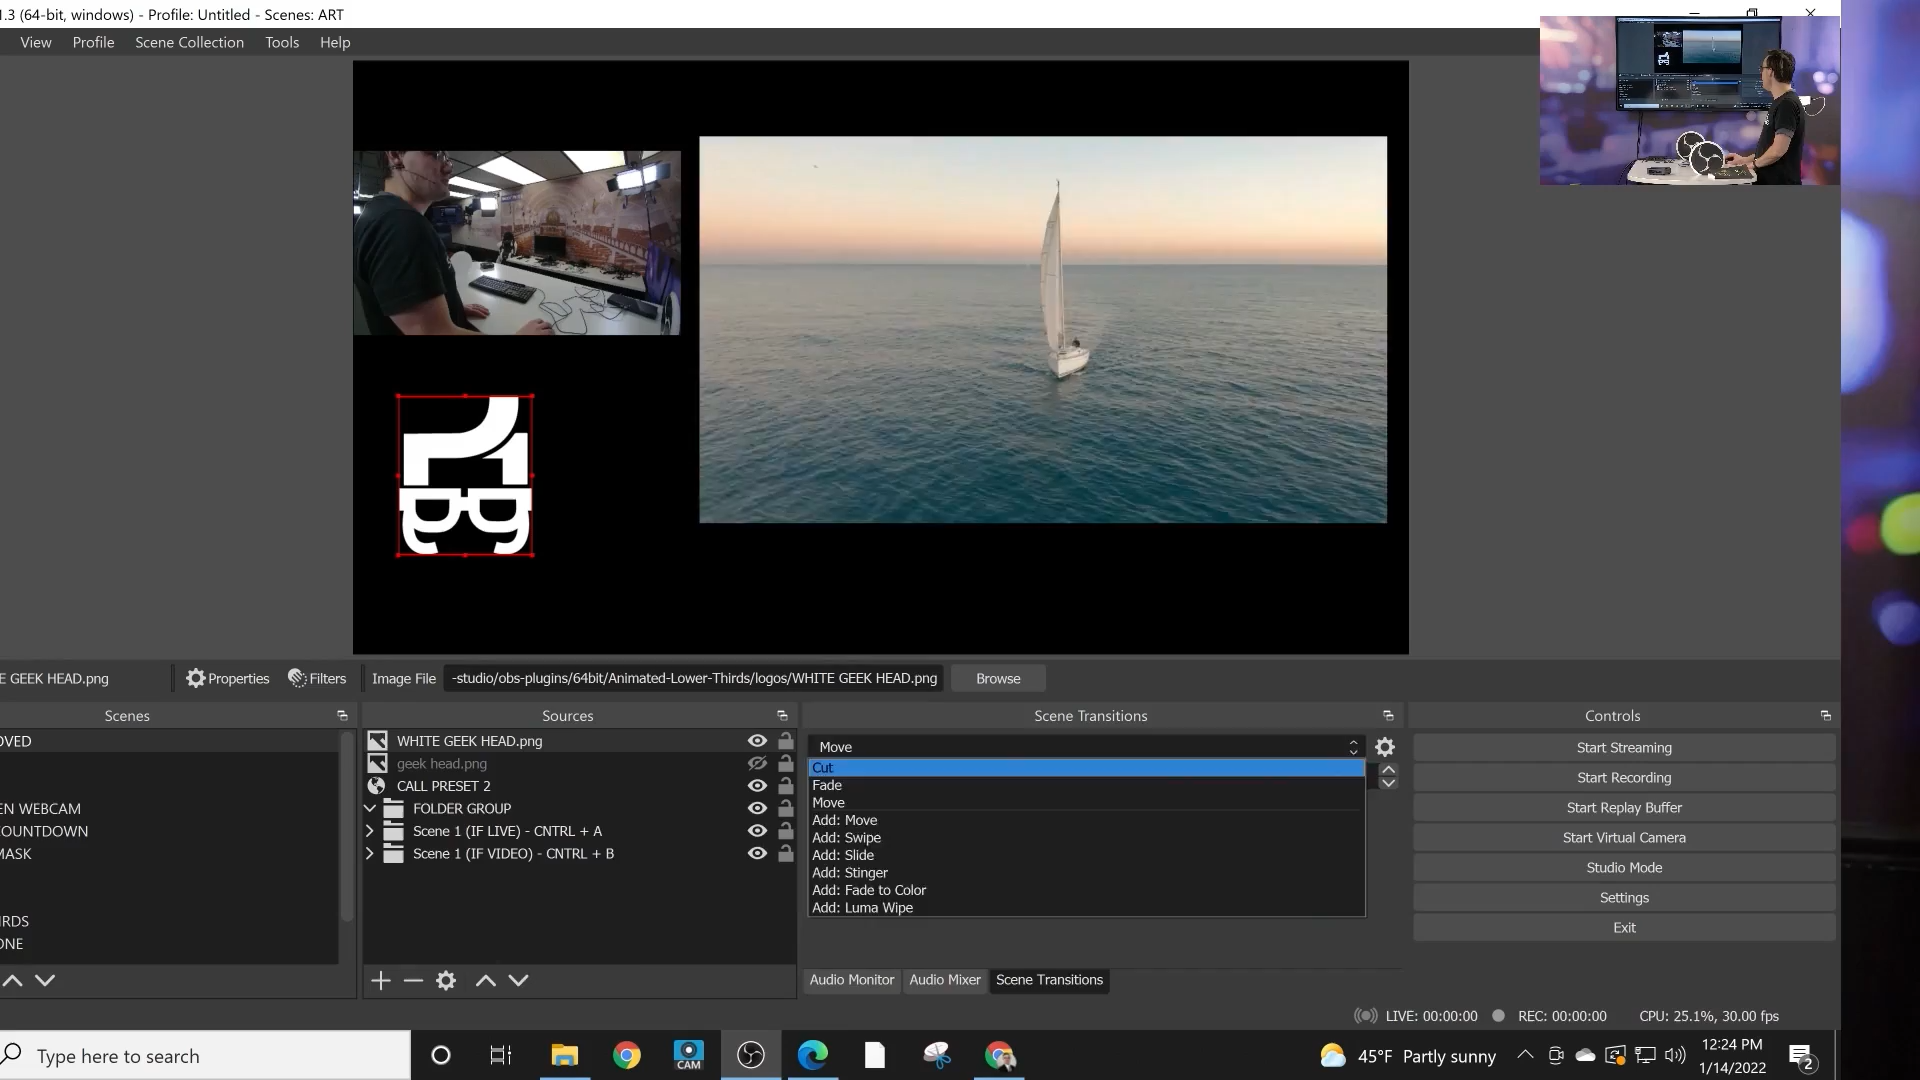 1.3 (64-bit, windows) - Profile: Untitled - Scenes: ART
View Profile Scene Collection Tools Help
E GEEK HEAD.png Properties Filters Image File -studio/obs-plugins/64bit/Animated-Lower-Thirds/logos/WHITE GEEK HEAD.png Browse
Scenes
OVED
EN WEBCAM
COUNTDOWN
MASK
IRDS
ONE
Sources
WHITE GEEK HEAD.png
geek head.png
CALL PRESET 2
FOLDER GROUP
Scene 1 (IF LIVE) - CNTRL + A
Scene 1 (IF VIDEO) - CNTRL + B
Scene Transitions
Move
Cut
Fade
Move
Add: Move
Add: Swipe
Add: Slide
Add: Stinger
Add: Fade to Color
Add: Luma Wipe
Audio Monitor Audio Mixer Scene Transitions
Controls
Start Streaming
Start Recording
Start Replay Buffer
Start Virtual Camera
Studio Mode
Settings
Exit
LIVE: 00:00:00 REC: 00:00:00 CPU: 25.1%, 30.00 fps
Type here to search
CAM
45°F Partly sunny
12:24 PM
1/14/2022
2